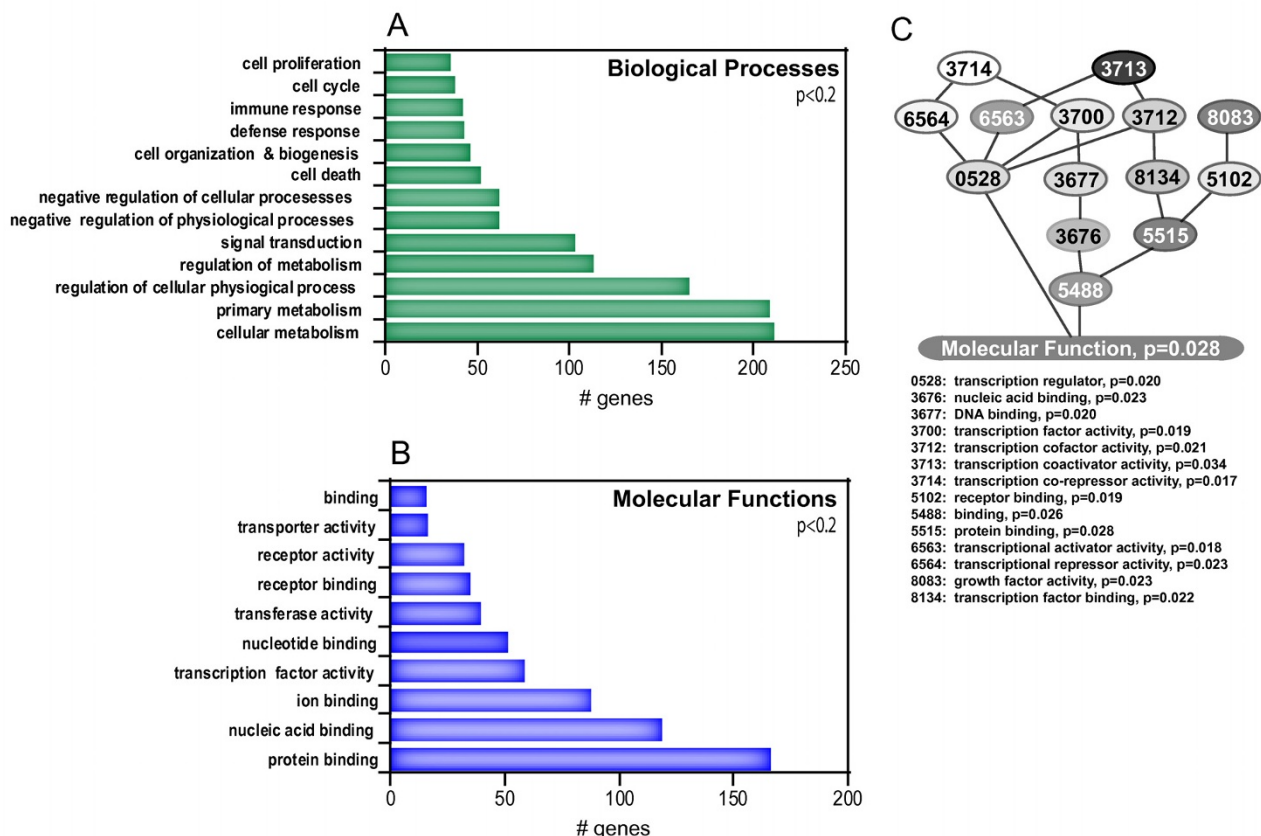 A
Biological Processes
p<0.2
cell proliferation
cell cycle
immune response
defense response
cell organization & biogenesis
cell death
negative regulation of cellular procesesses
negative regulation of physiological processes
signal transduction
regulation of metabolism
regulation of cellular physiological process
primary metabolism
cellular metabolism
0 50 100 150 200 250
# genes
B
Molecular Functions
p<0.2
binding
transporter activity
receptor activity
receptor binding
transferase activity
nucleotide binding
transcription factor activity
ion binding
nucleic acid binding
protein binding
0 50 100 150 200
# genes
C
3714 3713
6564 6563 3700 3712 8083
0528 3677 8134 5102
3676 5515
5488
Molecular Function, p=0.028
0528: transcription regulator, p=0.020
3676: nucleic acid binding, p=0.023
3677: DNA binding, p=0.020
3700: transcription factor activity, p=0.019
3712: transcription cofactor activity, p=0.021
3713: transcription coactivator activity, p=0.034
3714: transcription co-repressor activity, p=0.017
5102: receptor binding, p=0.019
5488: binding, p=0.026
5515: protein binding, p=0.028
6563: transcriptional activator activity, p=0.018
6564: transcriptional repressor activity, p=0.023
8083: growth factor activity, p=0.023
8134: transcription factor binding, p=0.022